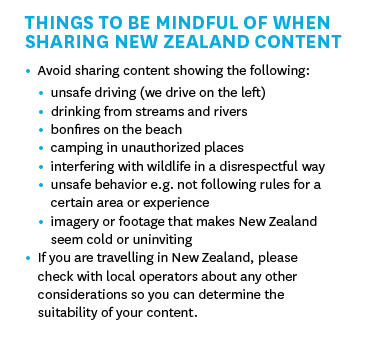 THINGS TO BE MINDFUL OF WHEN
SHARING NEW ZEALAND CONTENT
• Avoid sharing content showing the following:
• unsafe driving (we drive on the left)
• drinking from streams and rivers
• bonfires on the beach
• camping in unauthorized places
• interfering with wildlife in a disrespectful way
• unsafe behavior e.g. not following rules for a
certain area or experience
• imagery or footage that makes New Zealand
seem cold or uninviting
• If you are travelling in New Zealand, please
check with local operators about any other
considerations so you can determine the
suitability of your content.